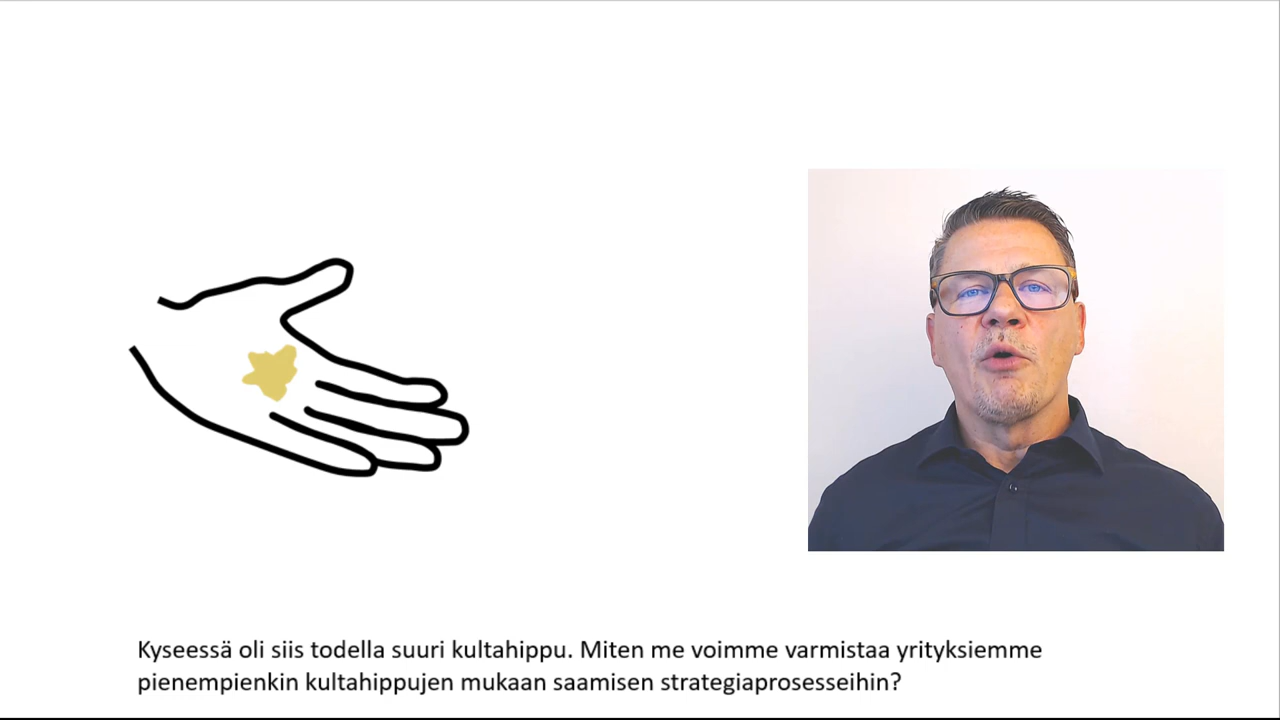 Kyseessä oli siis todella suuri kultahippu. Miten me voimme varmistaa yrityksiemme
pienempienkin kultahippujen mukaan saamisen strategiaprosesseihin?